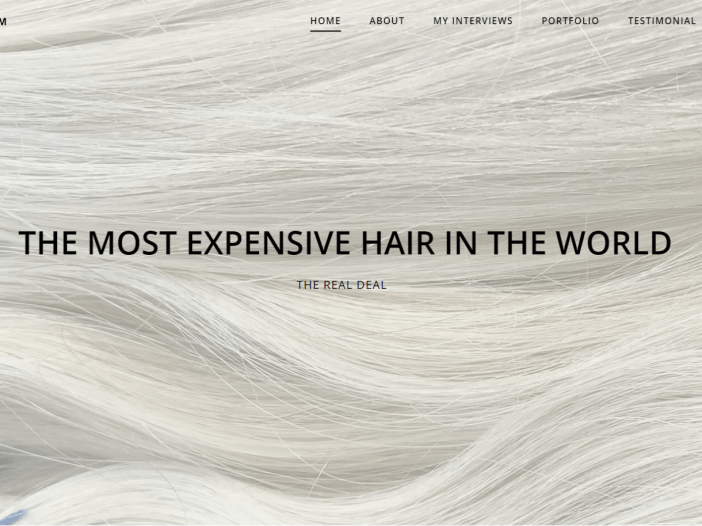 M HOME ABOUT MY INTERVIEWS PORTFOLIO TESTIMONIAL
THE MOST EXPENSIVE HAIR IN THE WORLD
THE REAL DEAL